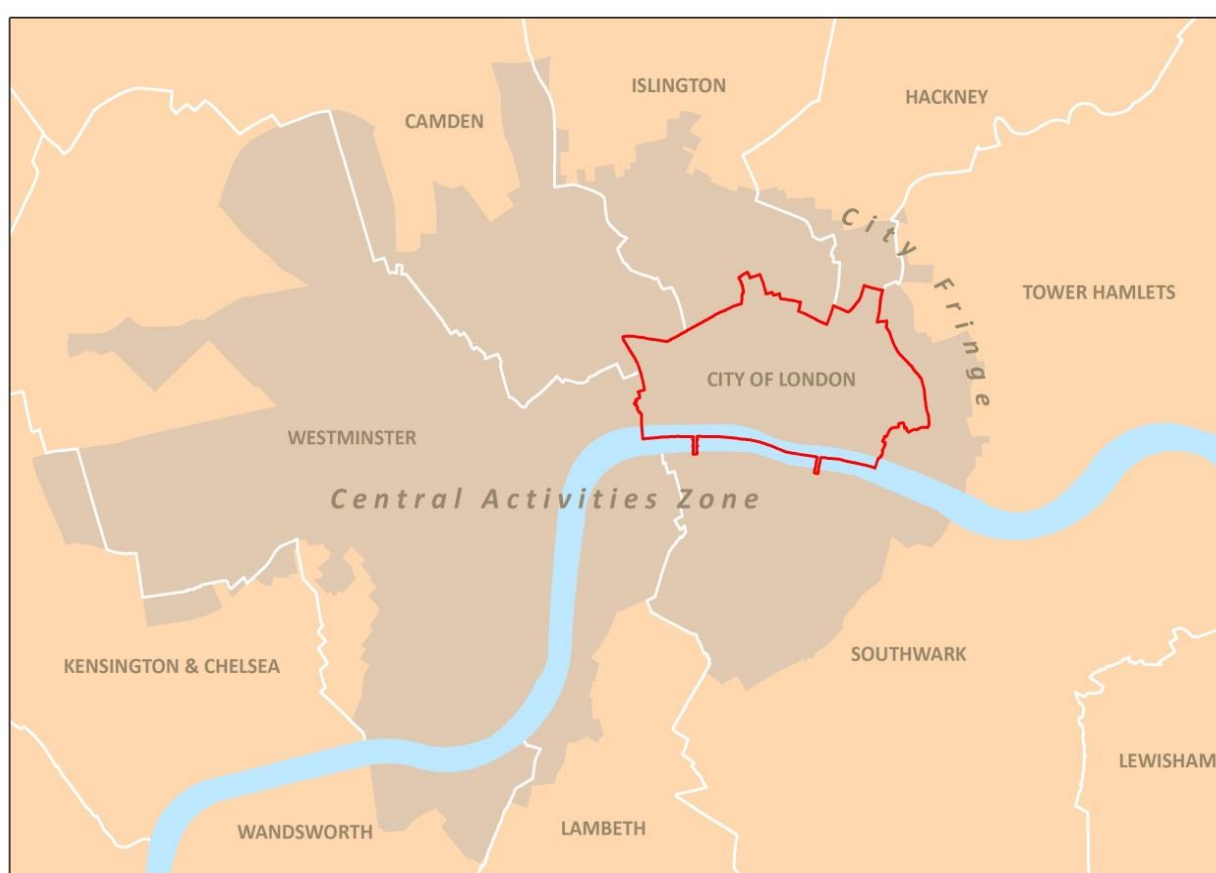 ISLINGTON
HACKNEY
CAMDEN
City Fringe
TOWER HAMLETS
CITY OF LONDON
WESTMINSTER
Central Activities Zone
SOUTHWARK
KENSINGTON & CHELSEA
LEWISHAM
WANDSWORTH
LAMBETH